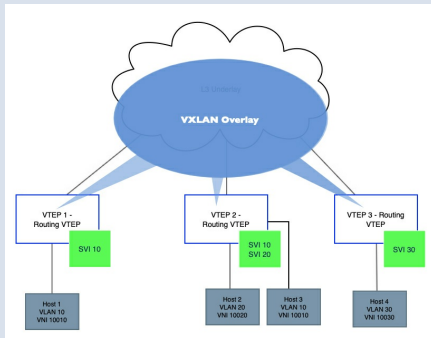 L3 Underlay
VXLAN Overlay
VTEP 1 -
Routing VTEP
SVI 10
VTEP 2 -
Routing VTEP
SVI 10
SVI 20
VTEP 3 - Routing
VTEP
SVI 30
Host 1
VLAN 10
VNI 10010
Host 2
VLAN 20
VNI 10020
Host 3
VLAN 10
VNI 10010
Host 4
VLAN 30
VNI 10030